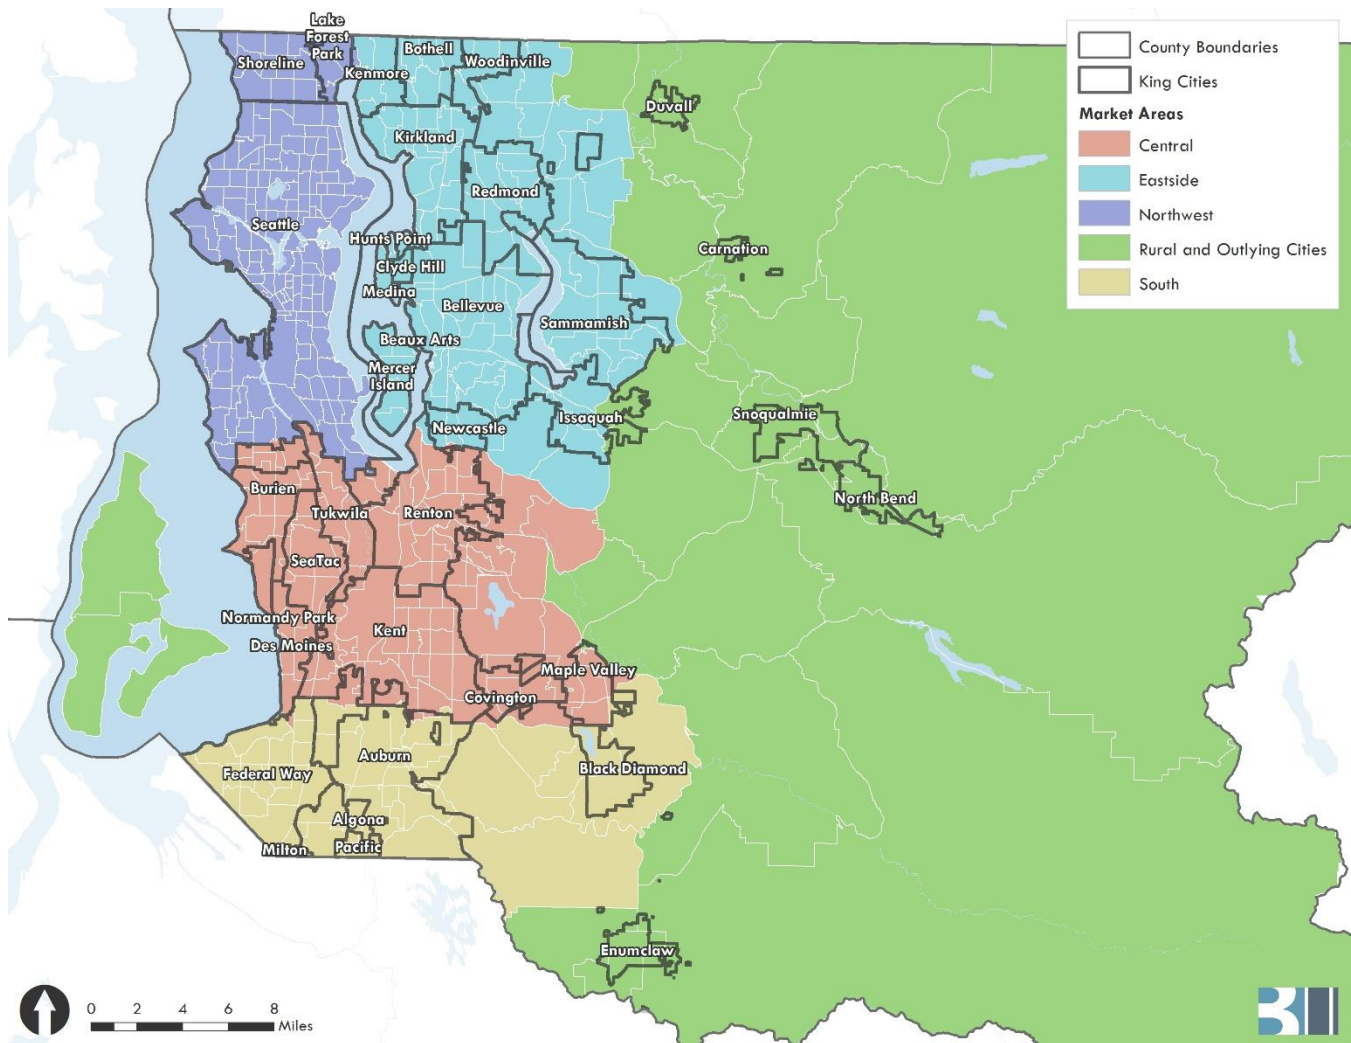 Lake
Forest
Park
Shoreline
Kenmore
Bothell
Woodinville
Duvall
Kirkland
Redmond
Seattle
Hunts Point
Carnation
Clyde Hill
Medina
Bellevue
Sammamish
Beaux Arts
Mercer
Island
Issaquah
Snoqualmie
Newcastle
North Bend
Burien
Tukwila
Renton
SeaTac
Normandy Park
Kent
Des Moines
Maple Valley
Covington
Auburn
Federal Way
Black Diamond
Algona
Milton
Pacific
Enumclaw
County Boundaries
King Cities
Market Areas
Central
Eastside
Northwest
Rural and Outlying Cities
South
0 2 4 6 8
Miles